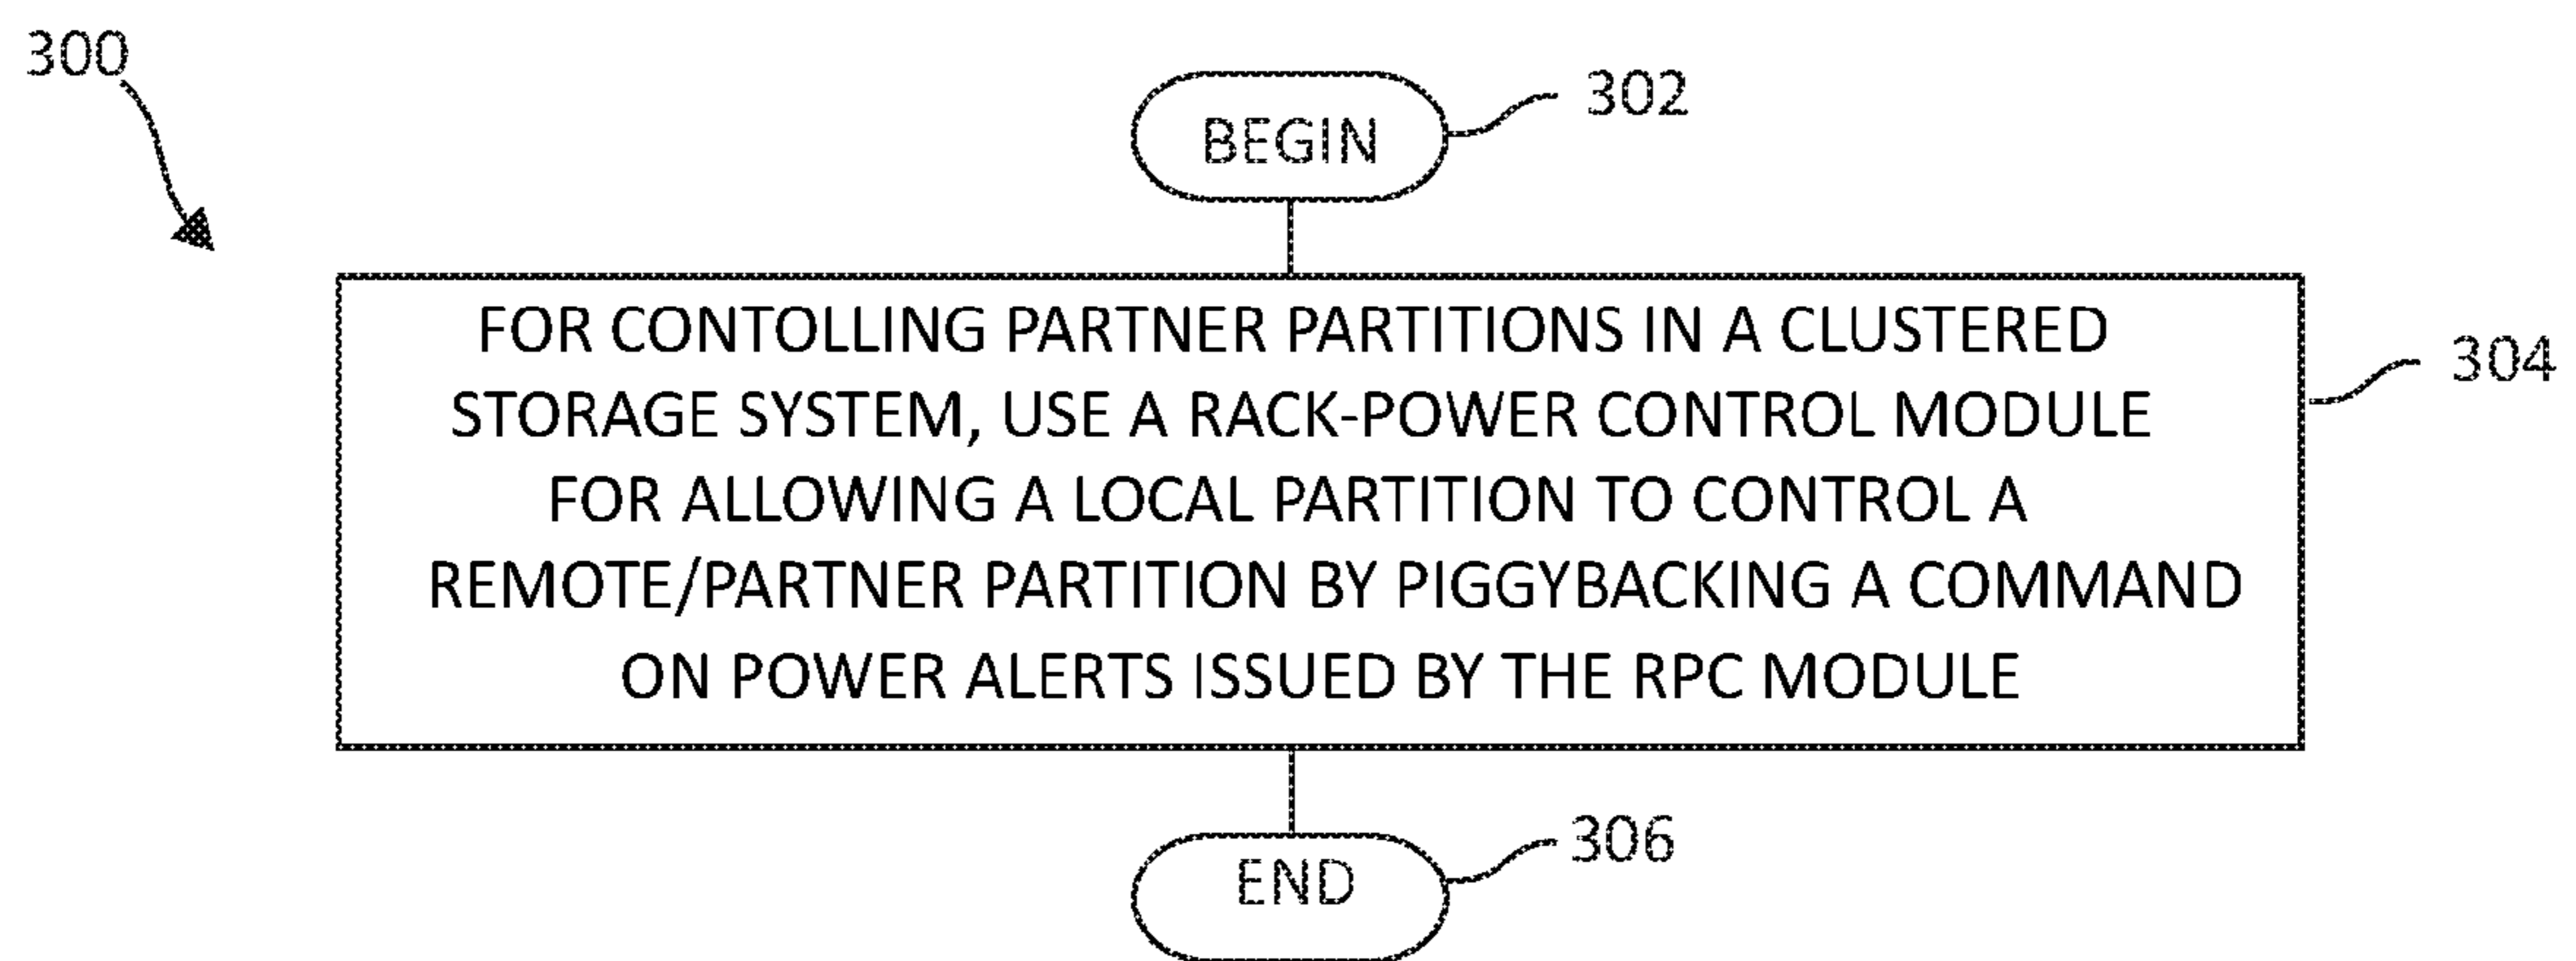 300
BEGIN
302
FOR CONTOLLING PARTNER PARTITIONS IN A CLUSTERED
STORAGE SYSTEM, USE A RACK-POWER CONTROL MODULE
FOR ALLOWING A LOCAL PARTITION TO CONTROL A
REMOTE/PARTNER PARTITION BY PIGGYBACKING A COMMAND
ON POWER ALERTS ISSUED BY THE RPC MODULE
304
END
306